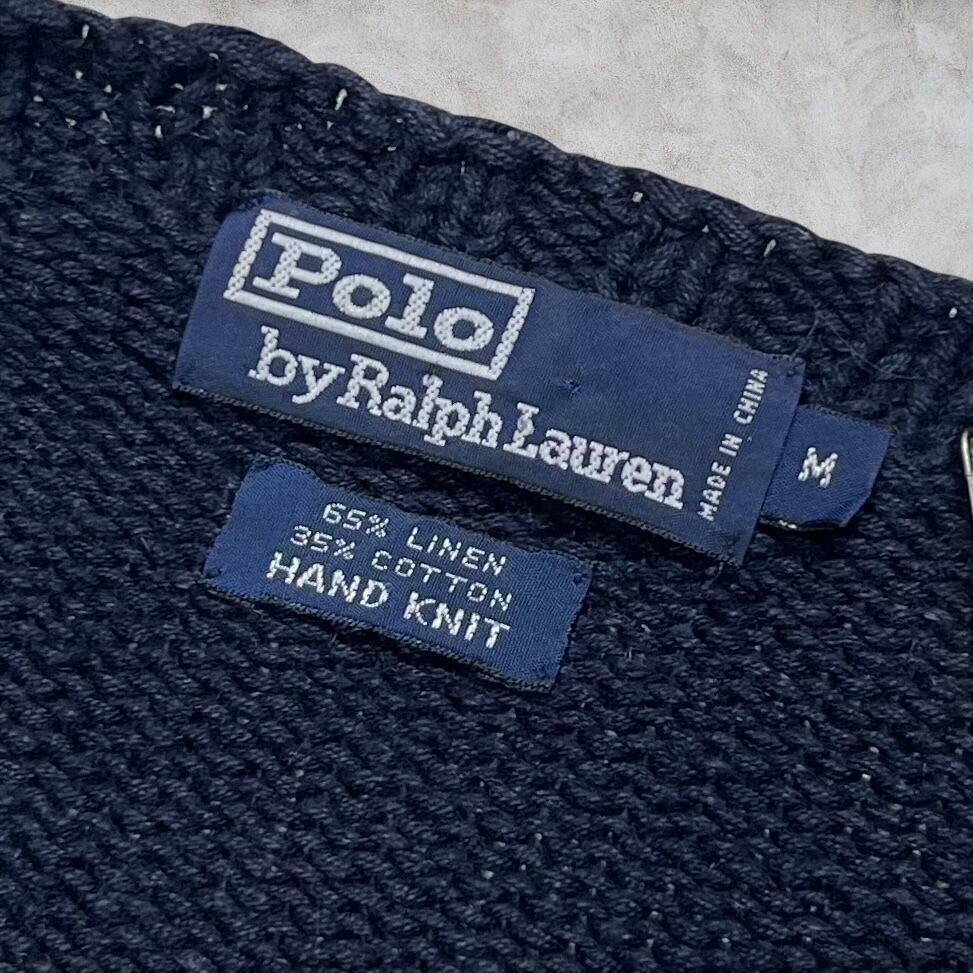 Polo
by Ralph Lauren
MADE IN CHINA
M
65% LINEN
35% COTTON
HAND KNIT